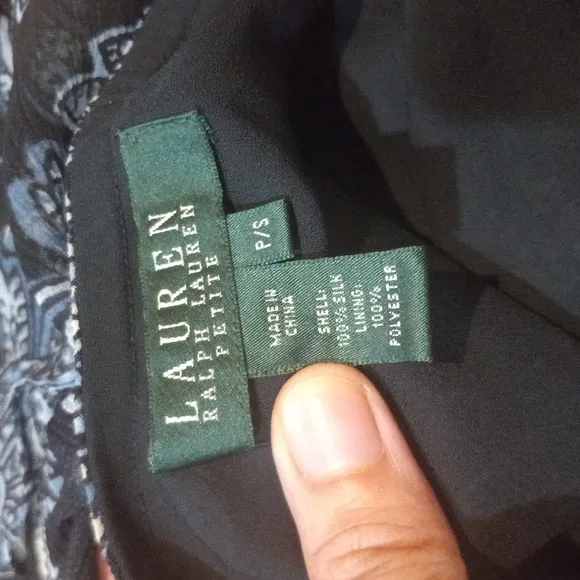 LAUREN
RALPH LAUREN
PETITE
P/S
MADE IN
CHINA
SHELL:
100% SILK
LINING:
100%
POLYESTER